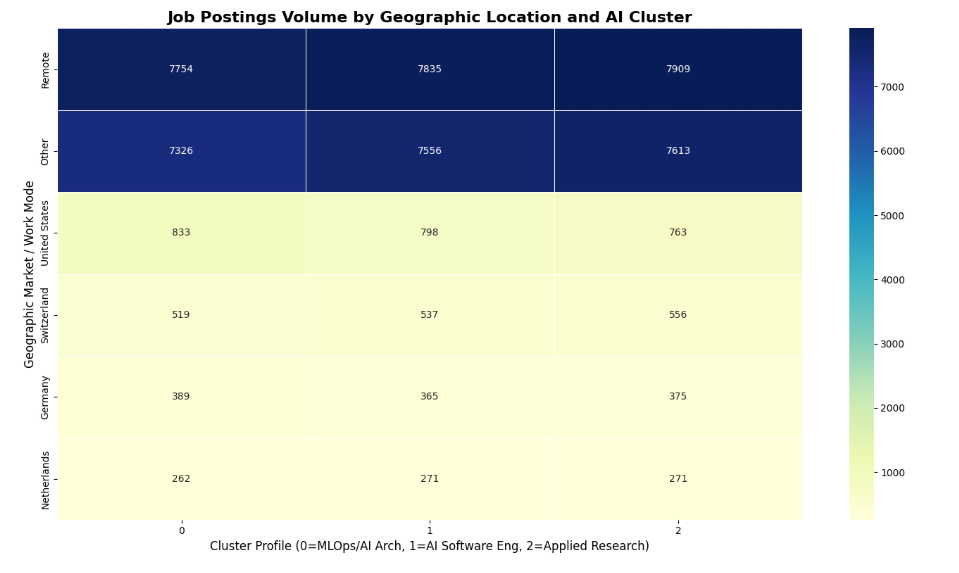 Job Postings Volume by Geographic Location and AI Cluster
Geographic Market / Work Mode
Remote
7754 7835 7909
Other
7326 7556 7613
United States
833 798 763
Switzerland
519 537 556
Germany
389 365 375
Netherlands
262 271 271
0 1 2
Cluster Profile (0=MLOps/AI Arch, 1=AI Software Eng, 2=Applied Research)
7000
6000
5000
4000
3000
2000
1000